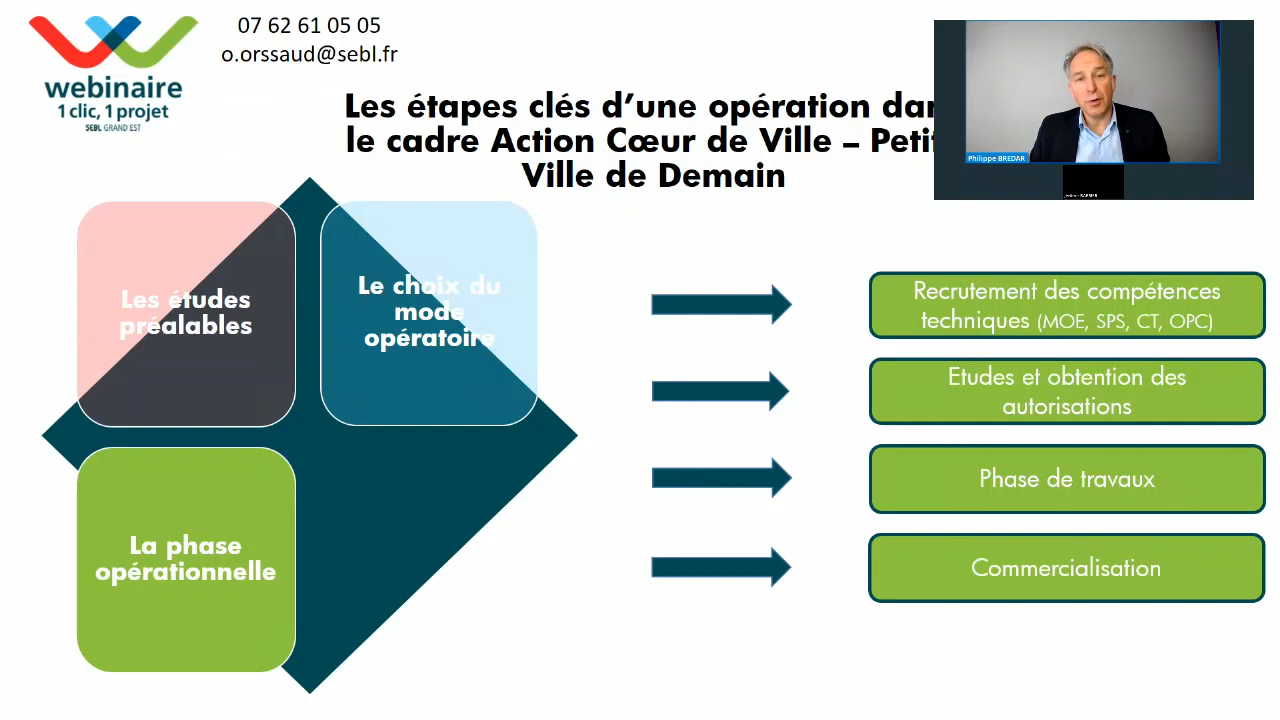 07 62 61 05 05
o.orssaud@sebl.fr
webinaire
1 clic, 1 projet
SEBL GRAND EST
Les étapes clés d’une opération dan
le cadre Action Cœur de Ville – Petit
Ville de Demain
Philippe BREDAR
Les études
préalables
Le choix du
mode
opératoire
La phase
opérationnelle
Recrutement des compétences
techniques (MOE, SPS, CT, OPC)
Etudes et obtention des
autorisations
Phase de travaux
Commercialisation